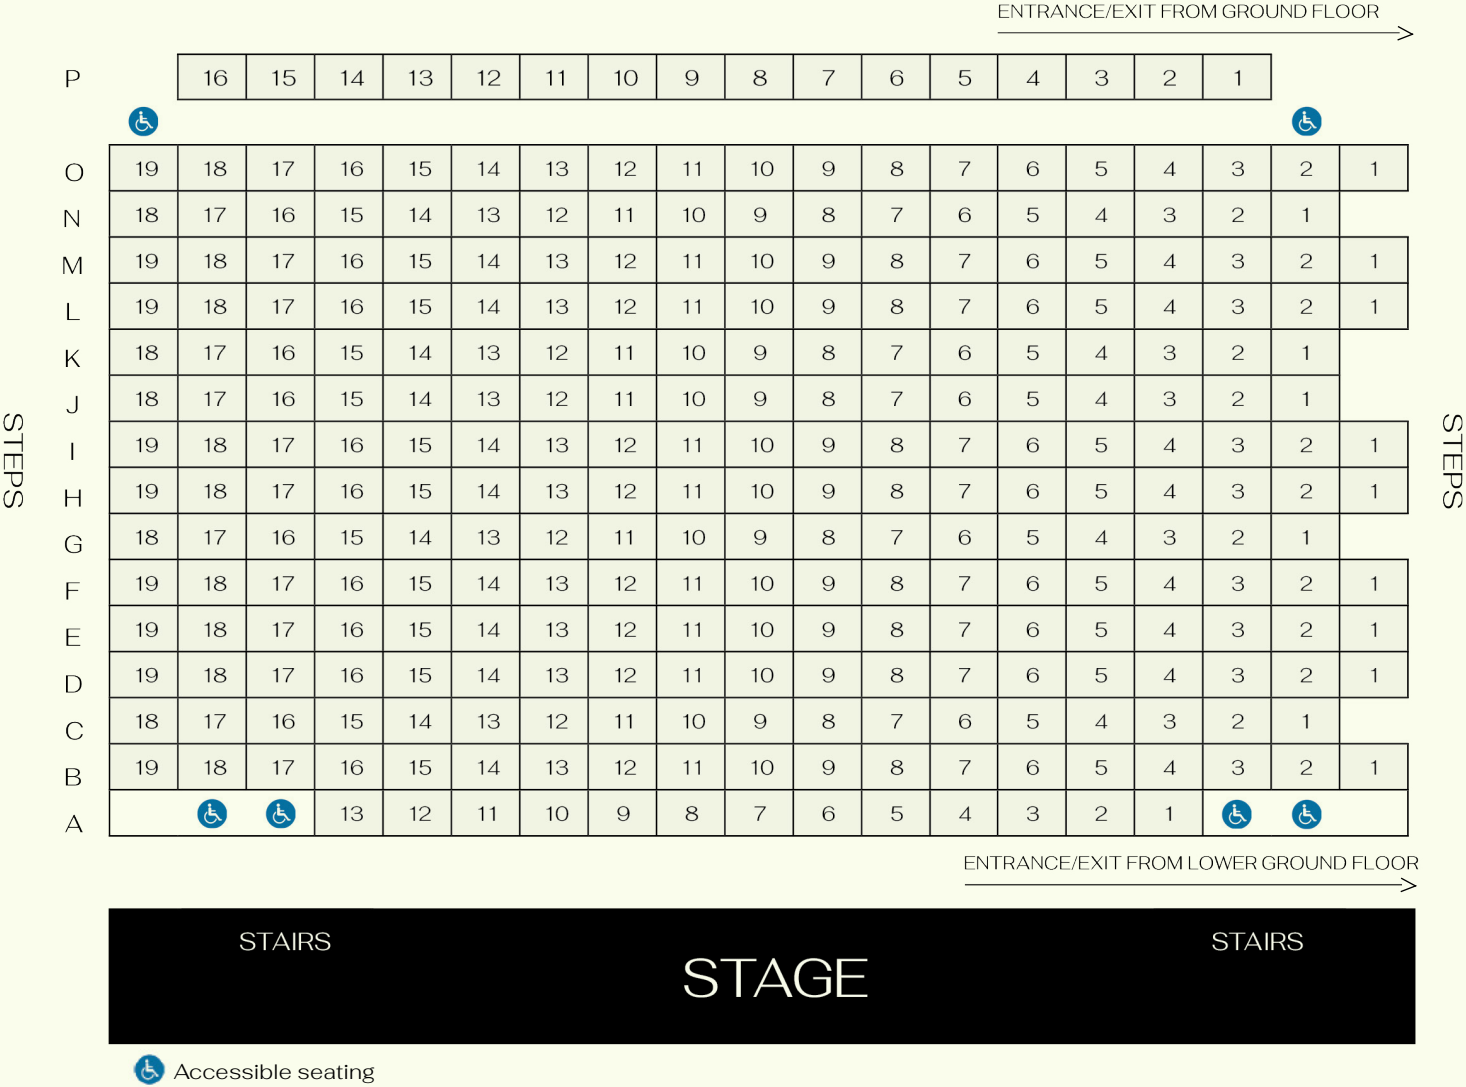 ENTRANCE/EXIT FROM GROUND FLOOR
P 16 15 14 13 12 11 10 9 8 7 6 5 4 3 2 1
O 19 18 17 16 15 14 13 12 11 10 9 8 7 6 5 4 3 2 1
N 18 17 16 15 14 13 12 11 10 9 8 7 6 5 4 3 2 1
M 19 18 17 16 15 14 13 12 11 10 9 8 7 6 5 4 3 2 1
L 19 18 17 16 15 14 13 12 11 10 9 8 7 6 5 4 3 2 1
K 18 17 16 15 14 13 12 11 10 9 8 7 6 5 4 3 2 1
J 18 17 16 15 14 13 12 11 10 9 8 7 6 5 4 3 2 1
I 19 18 17 16 15 14 13 12 11 10 9 8 7 6 5 4 3 2 1
H 19 18 17 16 15 14 13 12 11 10 9 8 7 6 5 4 3 2 1
G 18 17 16 15 14 13 12 11 10 9 8 7 6 5 4 3 2 1
F 19 18 17 16 15 14 13 12 11 10 9 8 7 6 5 4 3 2 1
E 19 18 17 16 15 14 13 12 11 10 9 8 7 6 5 4 3 2 1
D 19 18 17 16 15 14 13 12 11 10 9 8 7 6 5 4 3 2 1
C 18 17 16 15 14 13 12 11 10 9 8 7 6 5 4 3 2 1
B 19 18 17 16 15 14 13 12 11 10 9 8 7 6 5 4 3 2 1
A 13 12 11 10 9 8 7 6 5 4 3 2 1
STEPS
STEPS
ENTRANCE/EXIT FROM LOWER GROUND FLOOR
STAIRS
STAIRS
STAGE
Accessible seating